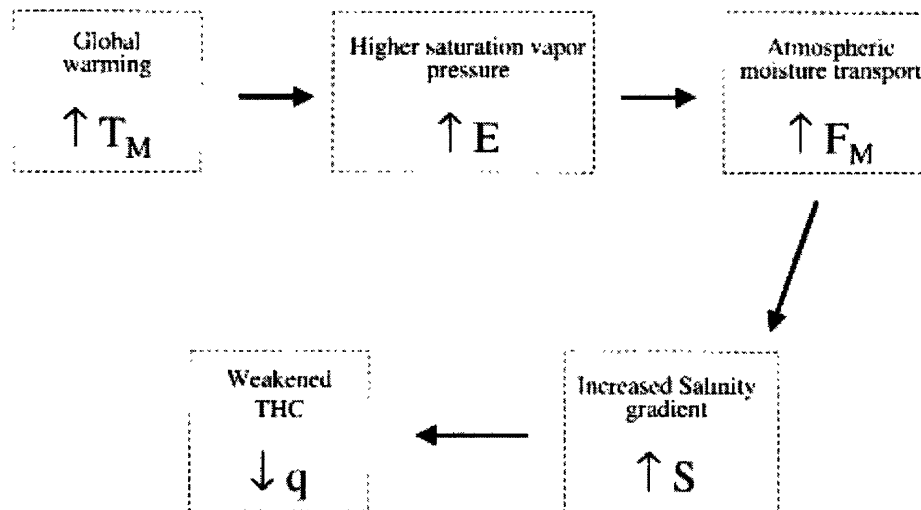 Global
warming
↑ T_M
Higher saturation vapor
pressure
↑ E
Atmospheric
moisture transport
↑ F_M
Increased Salinity
gradient
↑ S
Weakened
THC
↓ q